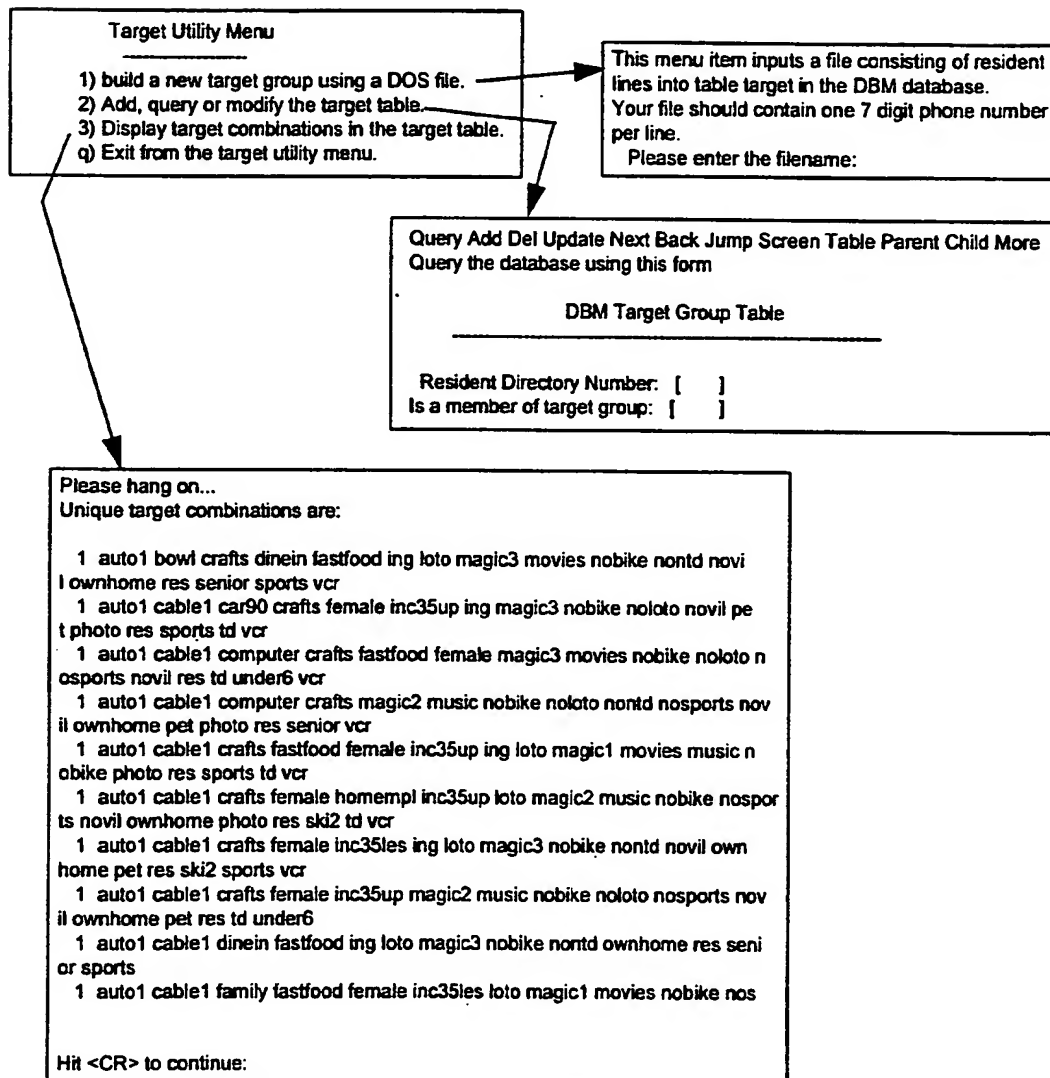 Target Utility Menu
1) build a new target group using a DOS file.
2) Add, query or modify the target table.
3) Display target combinations in the target table.
q) Exit from the target utility menu.
This menu item inputs a file consisting of resident
lines into table target in the DBM database.
Your file should contain one 7 digit phone number
per line.
Please enter the filename:
Query Add Del Update Next Back Jump Screen Table Parent Child More
Query the database using this form
DBM Target Group Table
Resident Directory Number: [ ]
Is a member of target group: [ ]
Please hang on...
Unique target combinations are:
1 auto1 bowl crafts dinein fastfood ing loto magic3 movies nobike nontd novi
l ownhome res senior sports vcr
1 auto1 cable1 car90 crafts female inc35up ing magic3 nobike noloto novil pe
t photo res sports td vcr
1 auto1 cable1 computer crafts fastfood female magic3 movies nobike noloto n
osports novil res td under6 vcr
1 auto1 cable1 computer crafts magic2 music nobike noloto nontd nosports nov
il ownhome pet photo res senior vcr
1 auto1 cable1 crafts fastfood female inc35up ing loto magic1 movies music n
obike photo res sports td vcr
1 auto1 cable1 crafts female homempl inc35up loto magic2 music nobike nospor
ts novil ownhome photo res ski2 td vcr
1 auto1 cable1 crafts female inc35les ing loto magic3 nobike nontd novil own
home pet res ski2 sports vcr
1 auto1 cable1 crafts female inc35up magic2 music nobike noloto nosports nov
il ownhome pet res td under6
1 auto1 cable1 dinein fastfood ing loto magic3 nobike nontd ownhome res seni
or sports
1 auto1 cable1 family fastfood female inc35les loto magic1 movies nobike nos
Hit <CR> to continue: